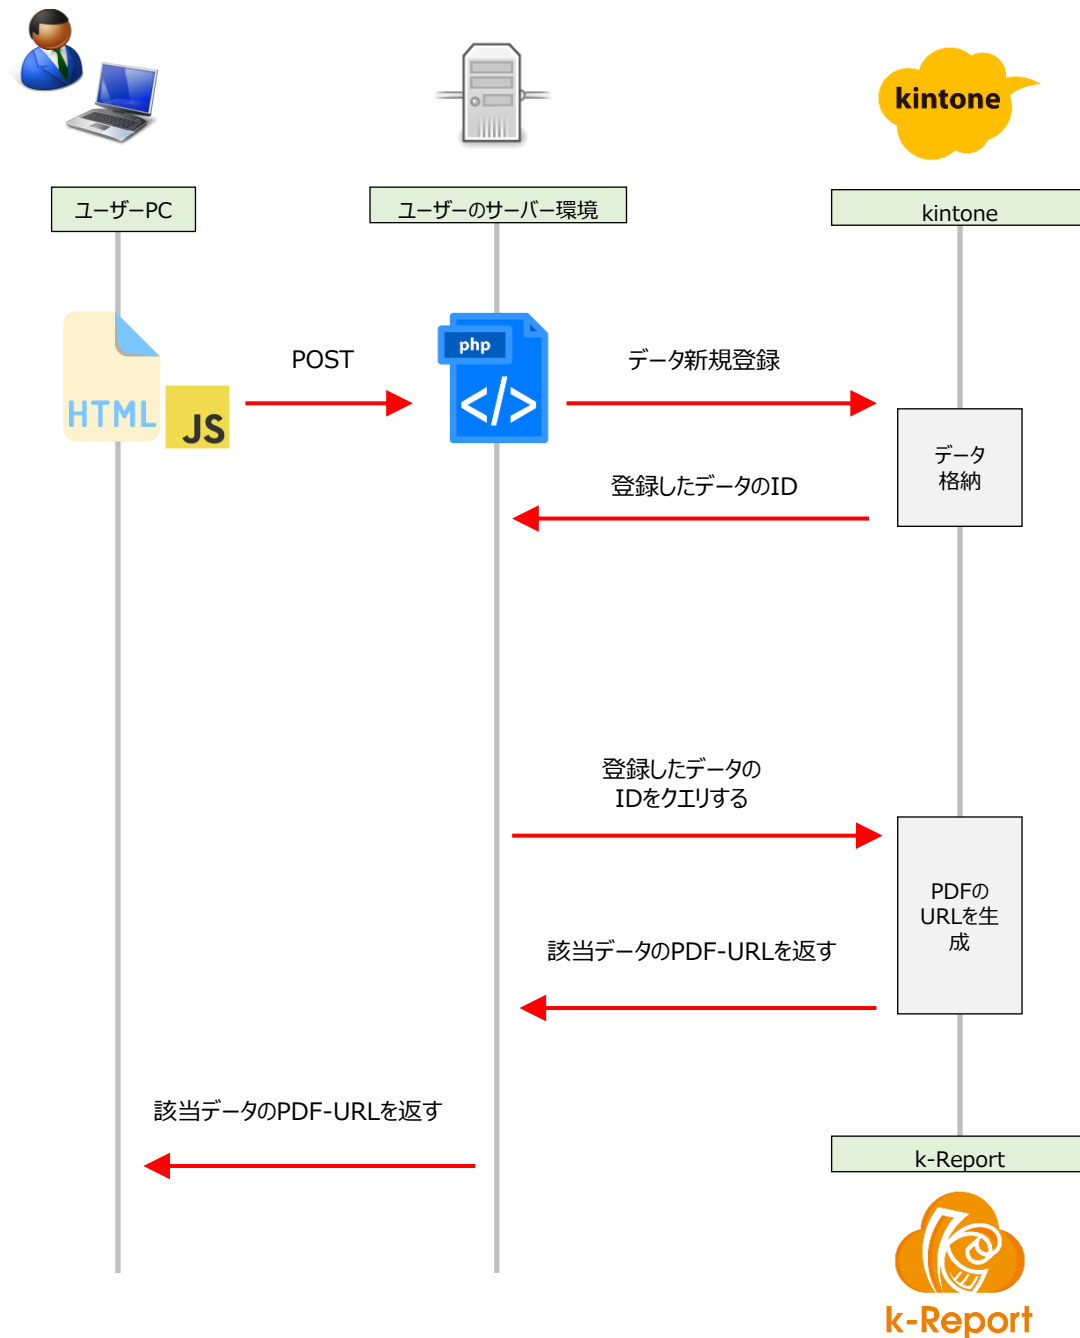 kintone
ユーザーPC
ユーザーのサーバー環境
kintone
HTML
JS
POST
php
</>
データ新規登録
データ
格納
登録したデータのID
登録したデータの
IDをクエリする
PDFの
URLを生
成
該当データのPDF-URLを返す
該当データのPDF-URLを返す
k-Report
k-Report